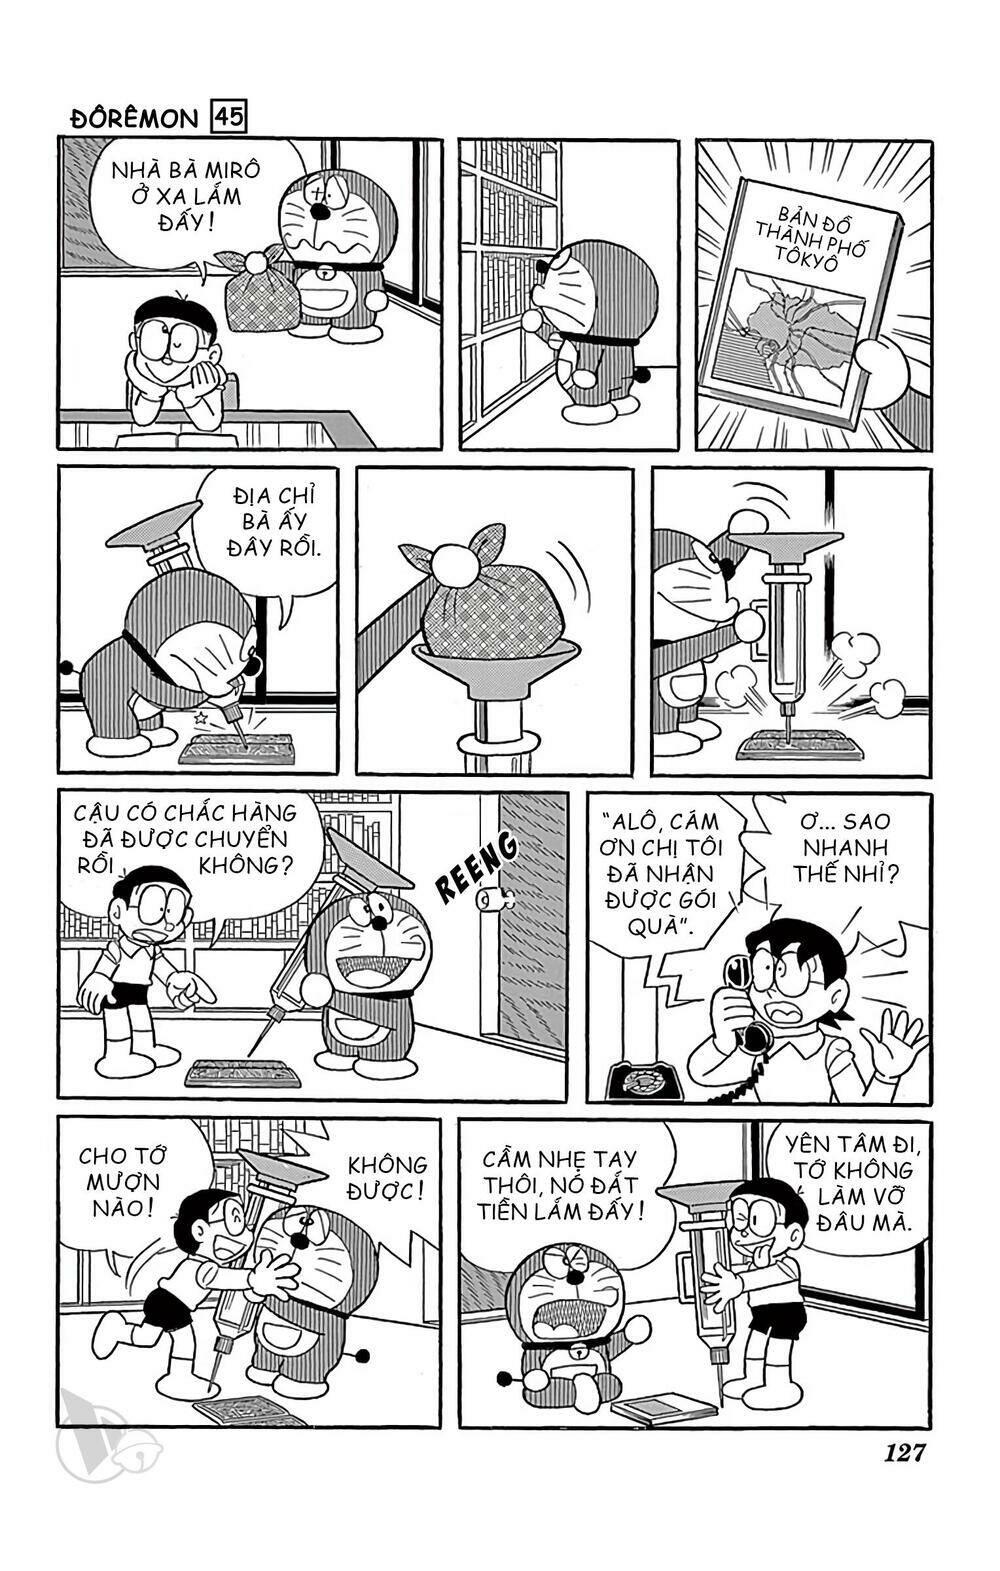 ĐÔRÊMON 45
NHÀ BÀ MIRÔ
Ở XA LẮM
ĐẤY!
BẢN ĐỒ
THÀNH PHỐ
TÔKYÔ
ĐỊA CHỈ
BÀ ẤY
ĐÂY RỒI.
CẬU CÓ CHẮC HÀNG
ĐÃ ĐƯỢC CHUYỂN
RỒI KHÔNG?
REENG
"ALÔ, CÁM
ƠN CHỊ TÔI
ĐÃ NHẬN
ĐƯỢC GÓI
QUÀ".
Ơ... SAO
NHANH
THẾ NHỈ?
CHO TỚ
MƯỢN
NÀO!
KHÔNG
ĐƯỢC!
CẦM NHẸ TAY
THÔI, NÓ ĐẮT
TIỀN LẮM ĐẤY!
YÊN TÂM ĐI,
TỚ KHÔNG
LÀM VỠ
ĐÂU MÀ.
127